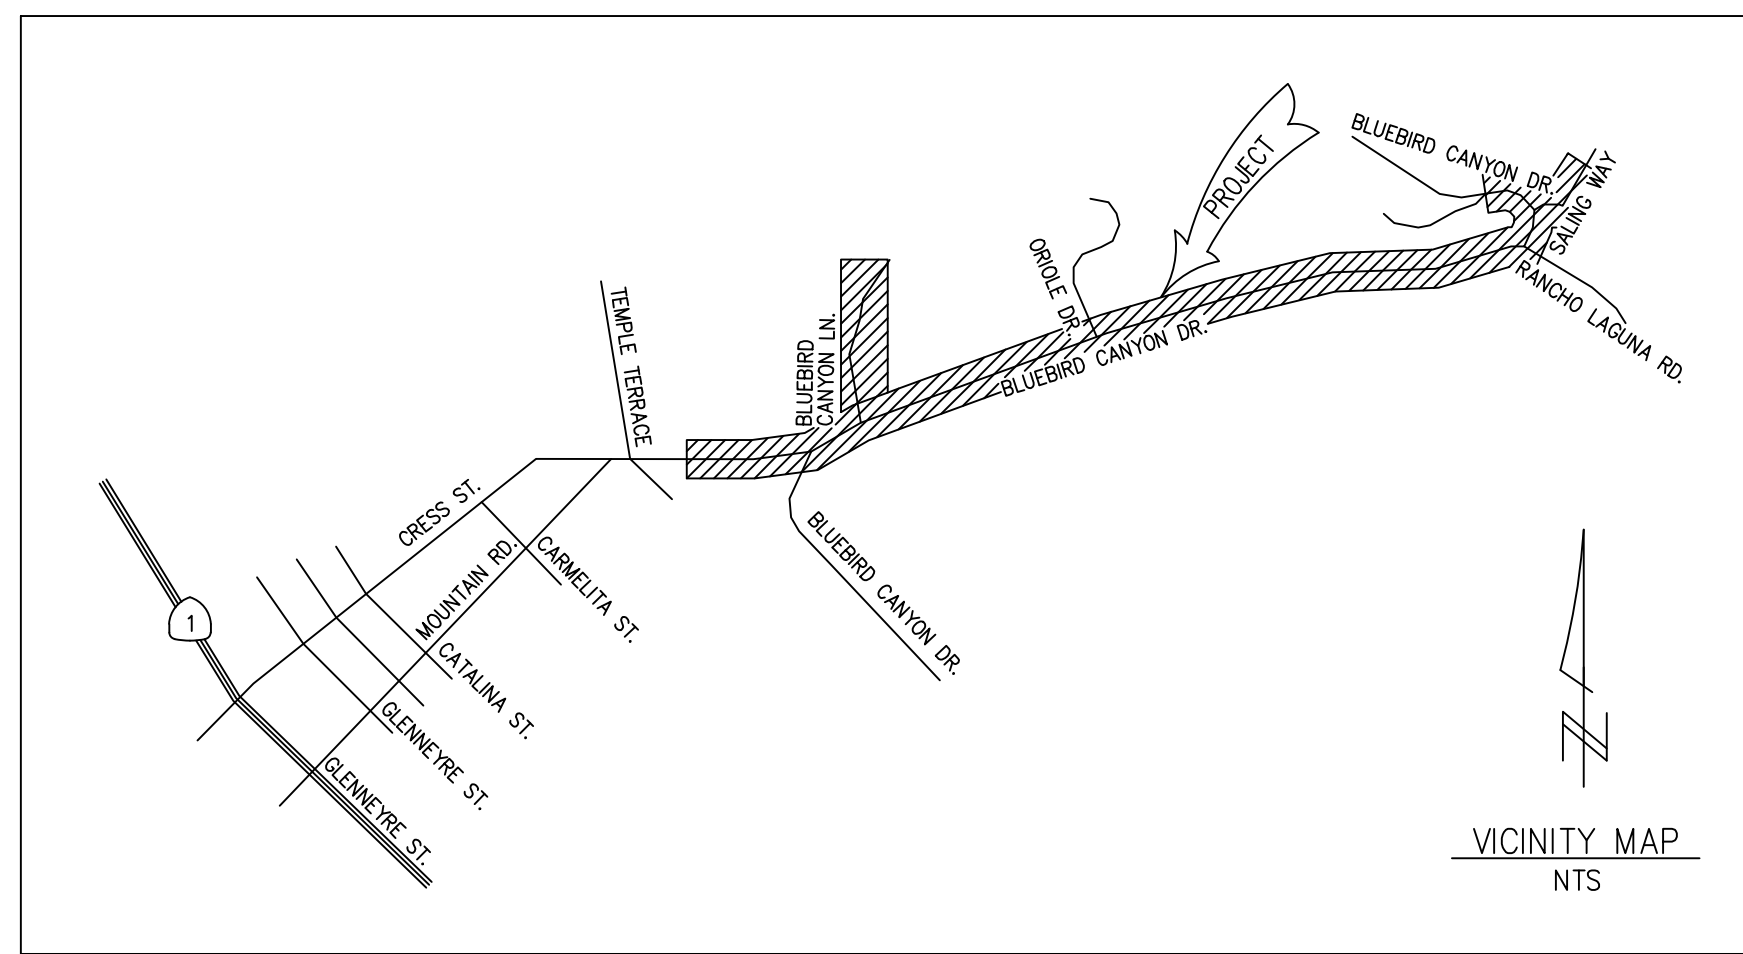 BLUEBIRD CANYON DR.
PROJECT
SALING WAY
ORIOLE DR.
RANCHO LAGUNA RD.
TEMPLE TERRACE
BLUEBIRD
CANYON LN.
BLUEBIRD CANYON DR.
CRESS ST.
MOUNTAIN RD.
CARMELITA ST.
BLUEBIRD CANYON DR.
1
CATALINA ST.
GLENNEYRE ST.
GLENNEYRE ST.
N
VICINITY MAP
NTS